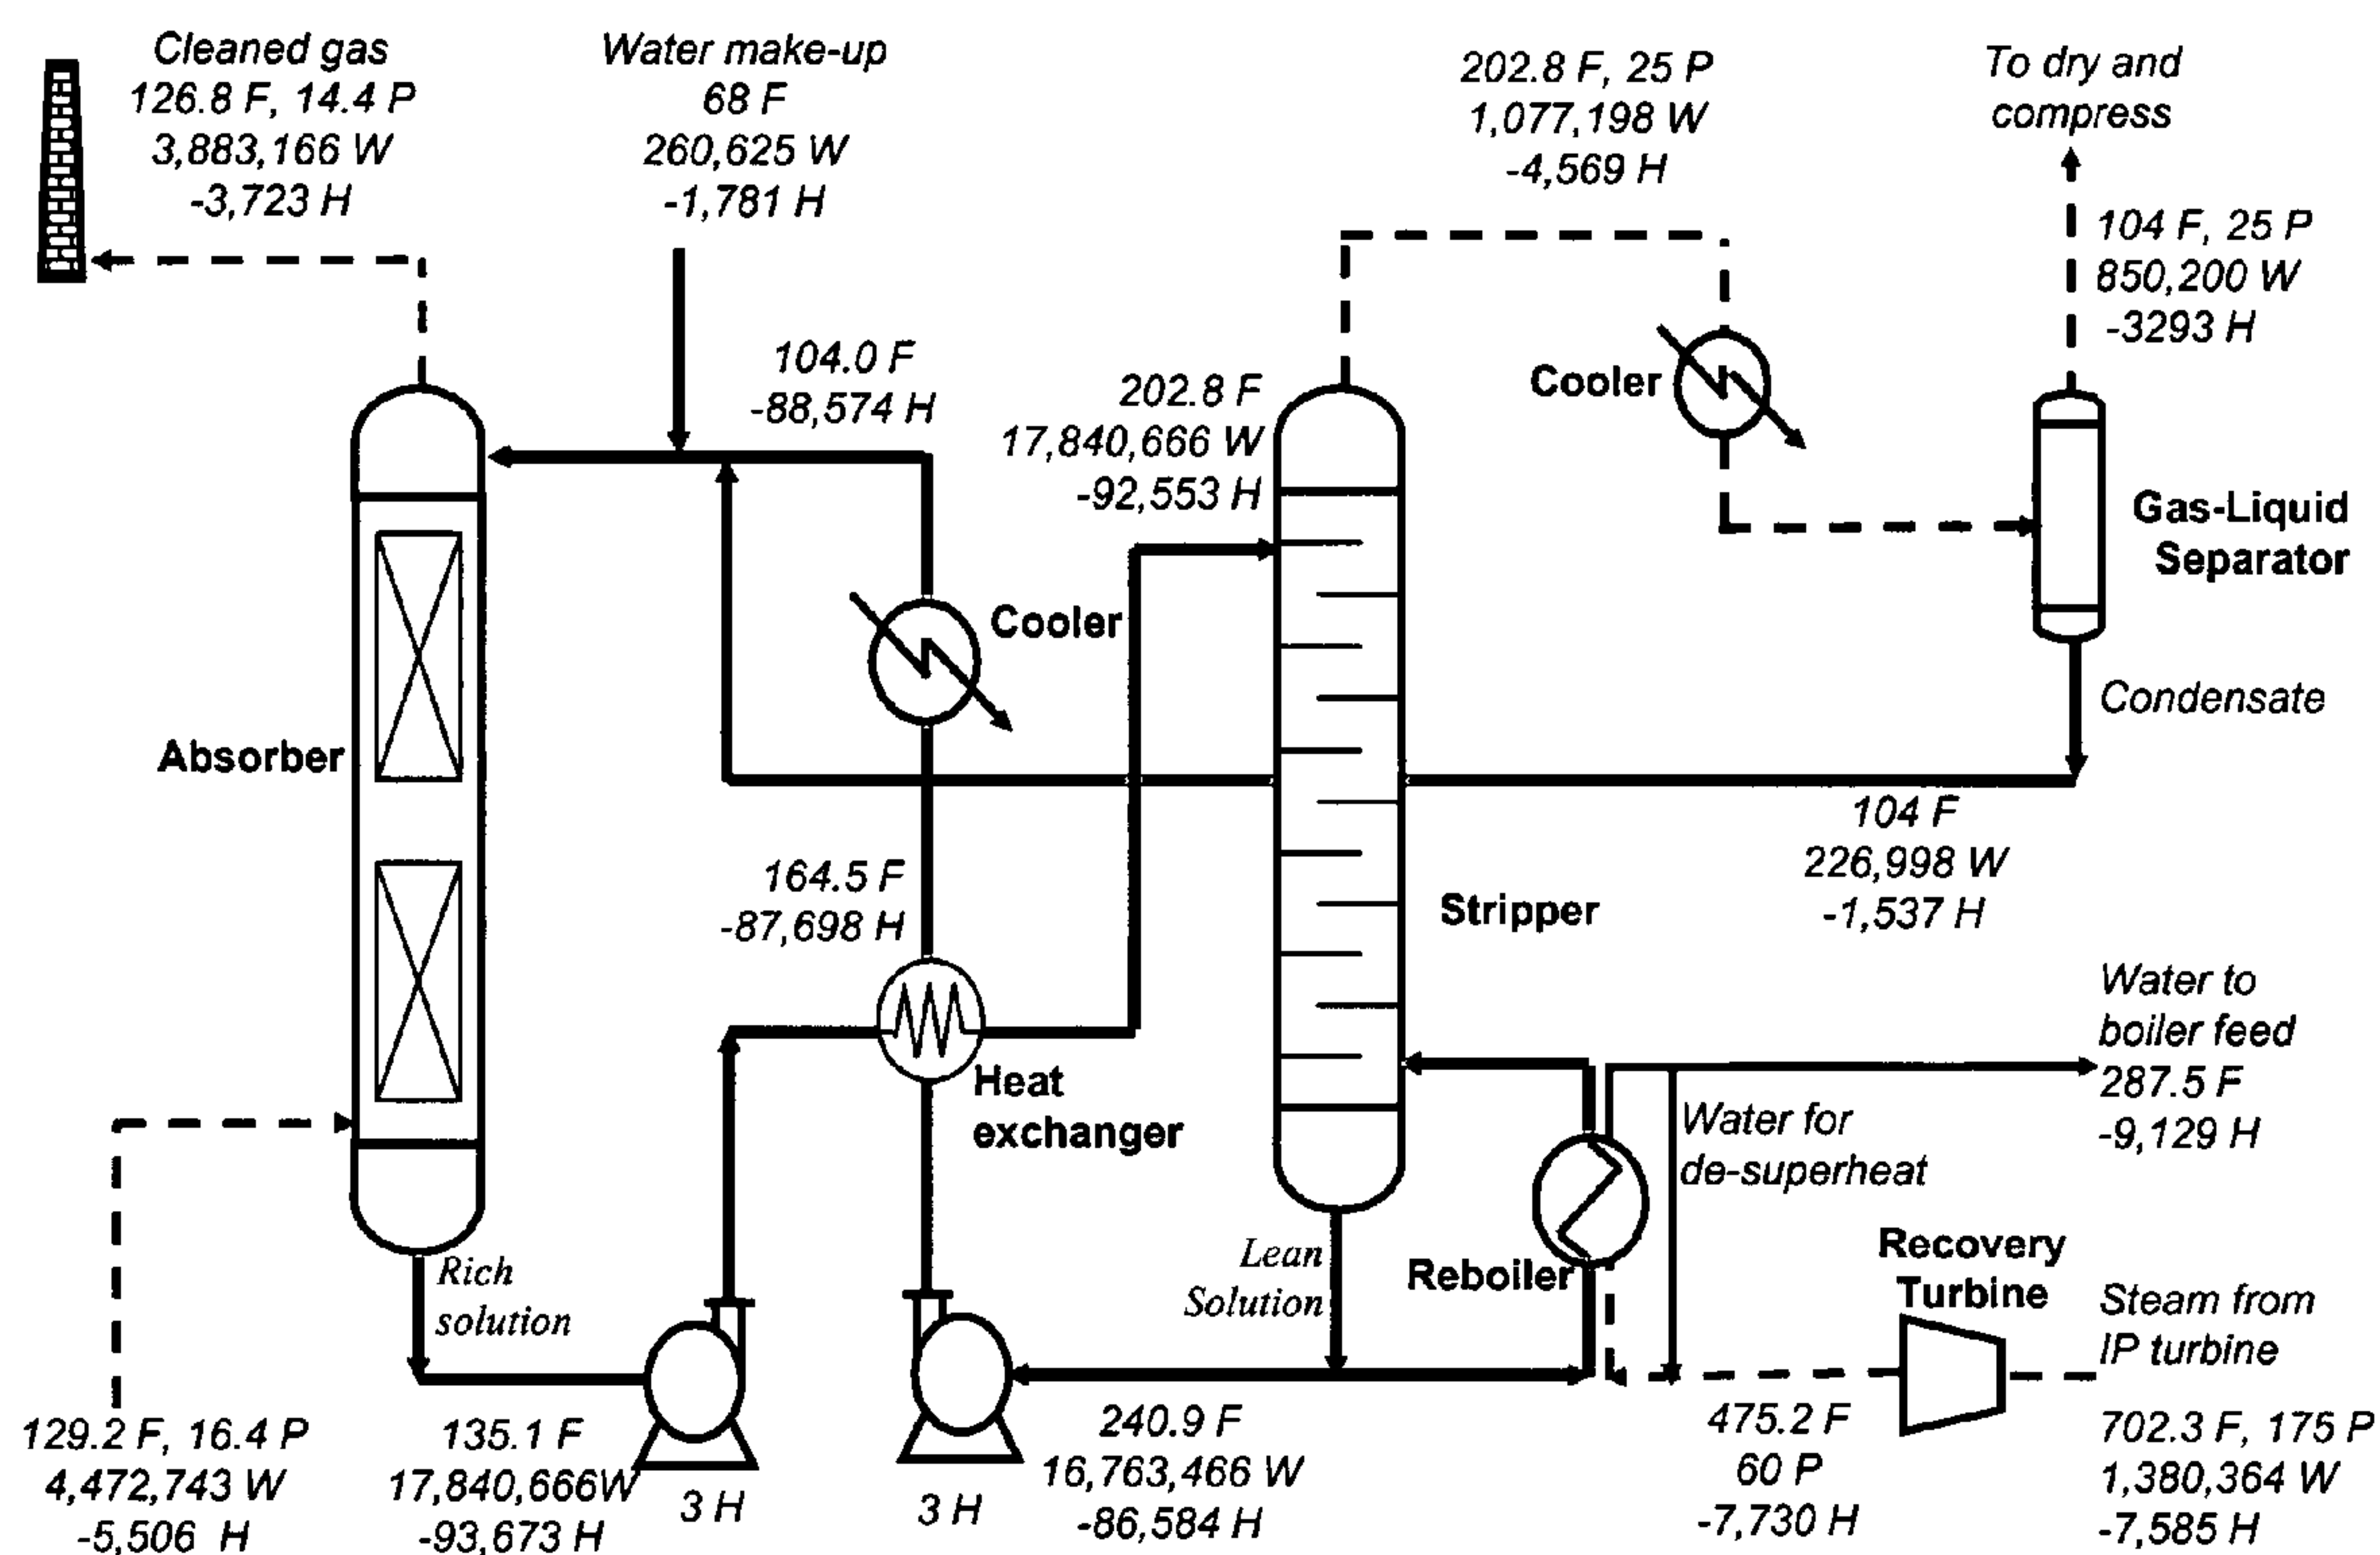 Cleaned gas
126.8 F, 14.4 P
3,883,166 W
-3,723 H
Water make-up
68 F
260,625 W
-1,781 H
202.8 F, 25 P
1,077,198 W
-4,569 H
To dry and
compress
104 F, 25 P
850,200 W
-3293 H
104.0 F
-88,574 H
202.8 F
17,840,666 W
-92,553 H
Cooler
Gas-Liquid
Separator
Cooler
Condensate
Absorber
104 F
226,998 W
-1,537 H
164.5 F
-87,698 H
Stripper
Water to
boiler feed
287.5 F
-9,129 H
Heat
exchanger
Water for
de-superheat
Lean
Solution
Reboiler
Recovery
Turbine
Steam from
IP turbine
Rich
solution
129.2 F, 16.4 P
4,472,743 W
-5,506 H
135.1 F
17,840,666W
-93,673 H
3 H
3 H
240.9 F
16,763,466 W
-86,584 H
475.2 F
60 P
-7,730 H
702.3 F, 175 P
1,380,364 W
-7,585 H